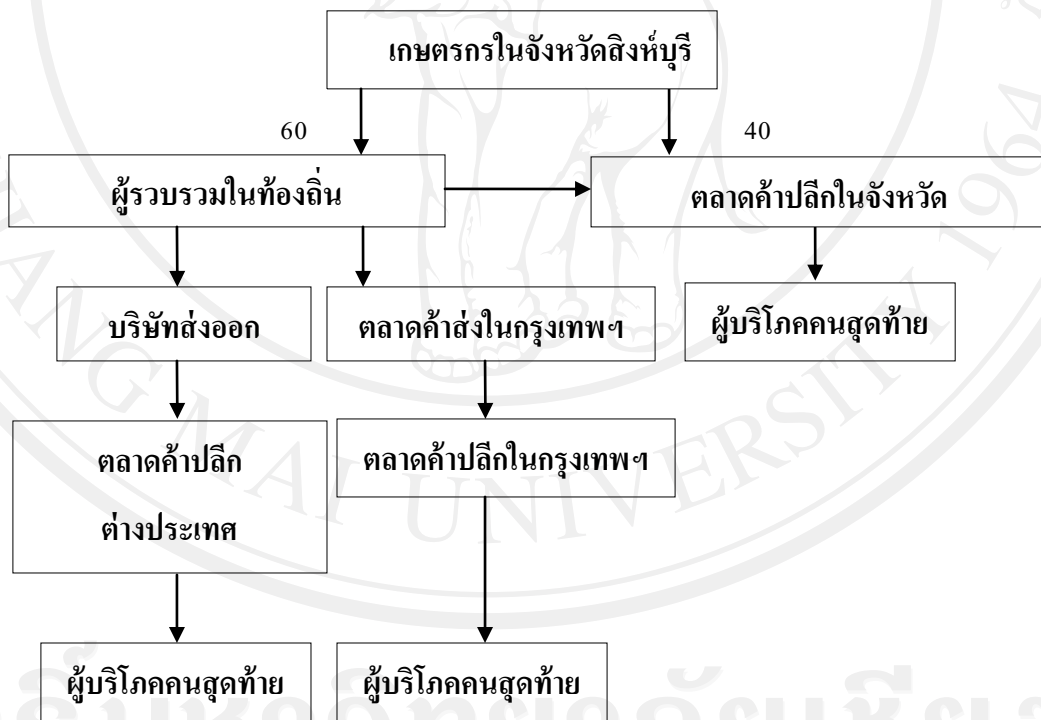 เกษตรกรในจังหวัดสิงห์บุรี
60 40
ผู้รวบรวมในท้องถิ่น ตลาดค้าปลีกในจังหวัด
บริษัทส่งออก ตลาดค้าส่งในกรุงเทพฯ ผู้บริโภคคนสุดท้าย
ตลาดค้าปลีก
ต่างประเทศ
ตลาดค้าปลีกในกรุงเทพฯ
ผู้บริโภคคนสุดท้าย ผู้บริโภคคนสุดท้าย
ANG MAI UNIVERSITY 1964